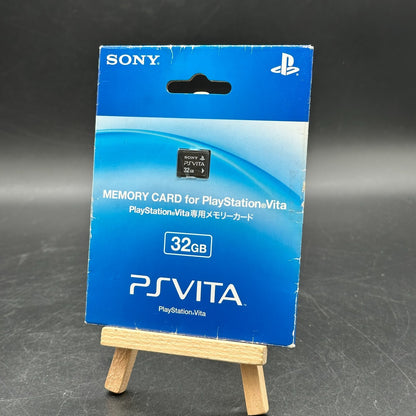 SONY
SONY
PSVITA
32GB
MEMORY CARD for PlayStation®Vita
PlayStation®Vita専用メモリーカード
32GB
PSVITA™
PlayStation®Vita